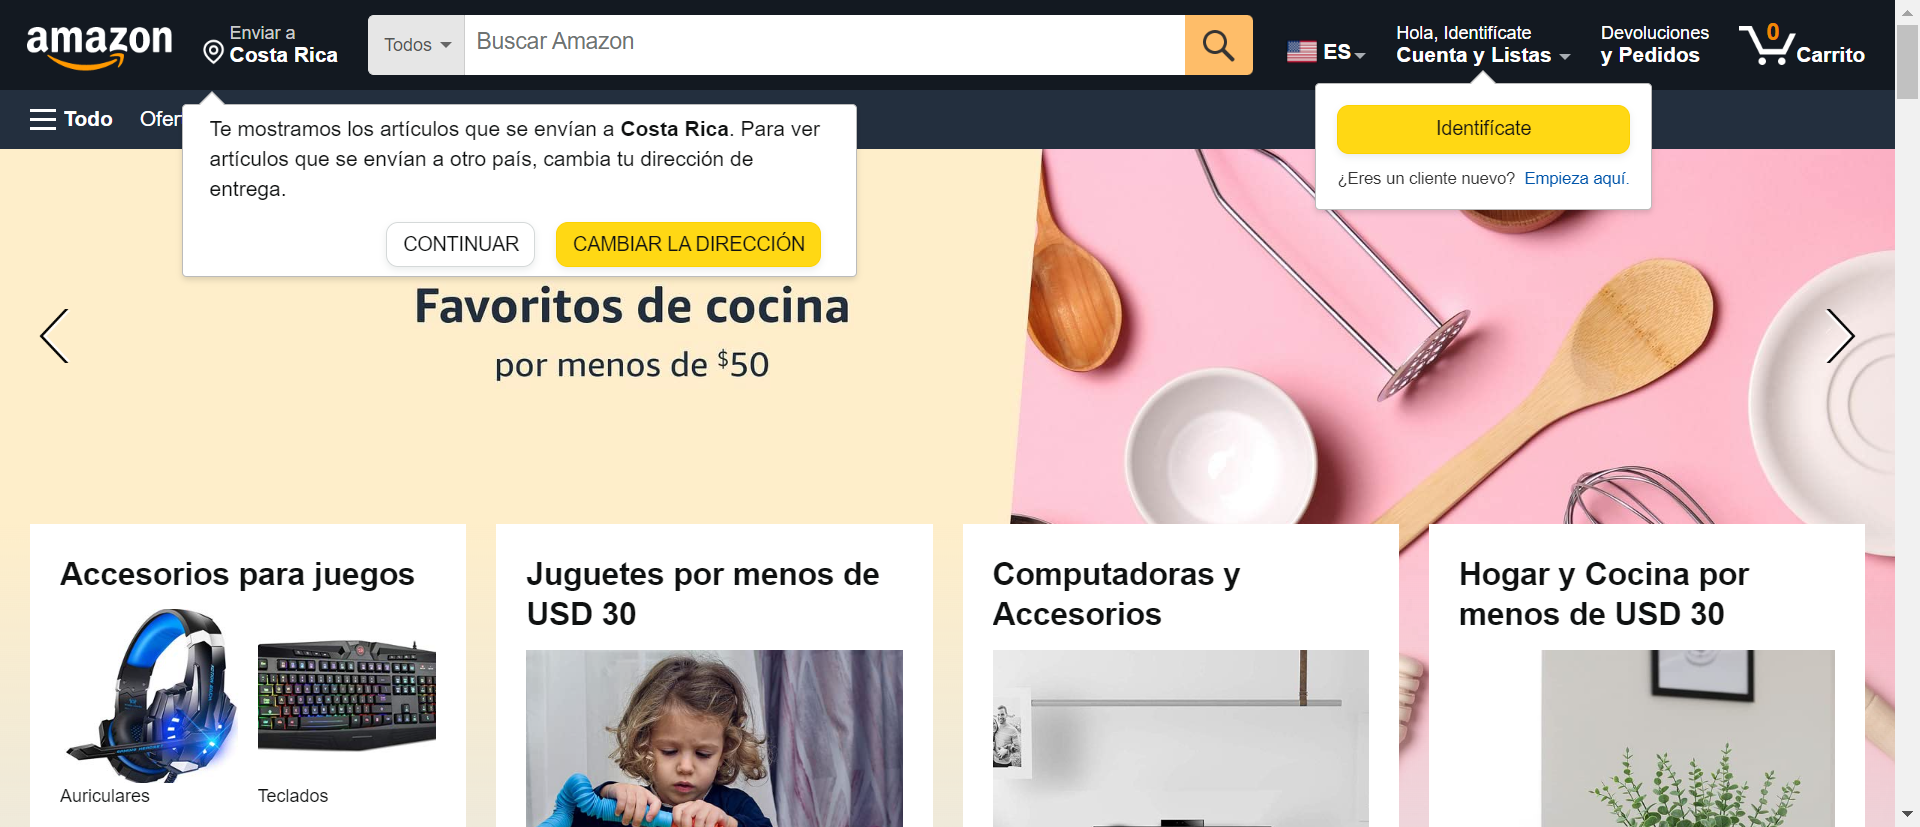 amazon
Enviar a
Costa Rica
Todos
Buscar Amazon
ES
Hola, Identifícate
Cuenta y Listas
Devoluciones
y Pedidos
0
Carrito
Todo
Ofer
Te mostramos los artículos que se envían a Costa Rica. Para ver
artículos que se envían a otro país, cambia tu dirección de
entrega.
CONTINUAR
CAMBIAR LA DIRECCIÓN
Identifícate
¿Eres un cliente nuevo? Empieza aquí.
Favoritos de cocina
por menos de $50
Accesorios para juegos
Auriculares
Teclados
Juguetes por menos de
USD 30
Computadoras y
Accesorios
Hogar y Cocina por
menos de USD 30